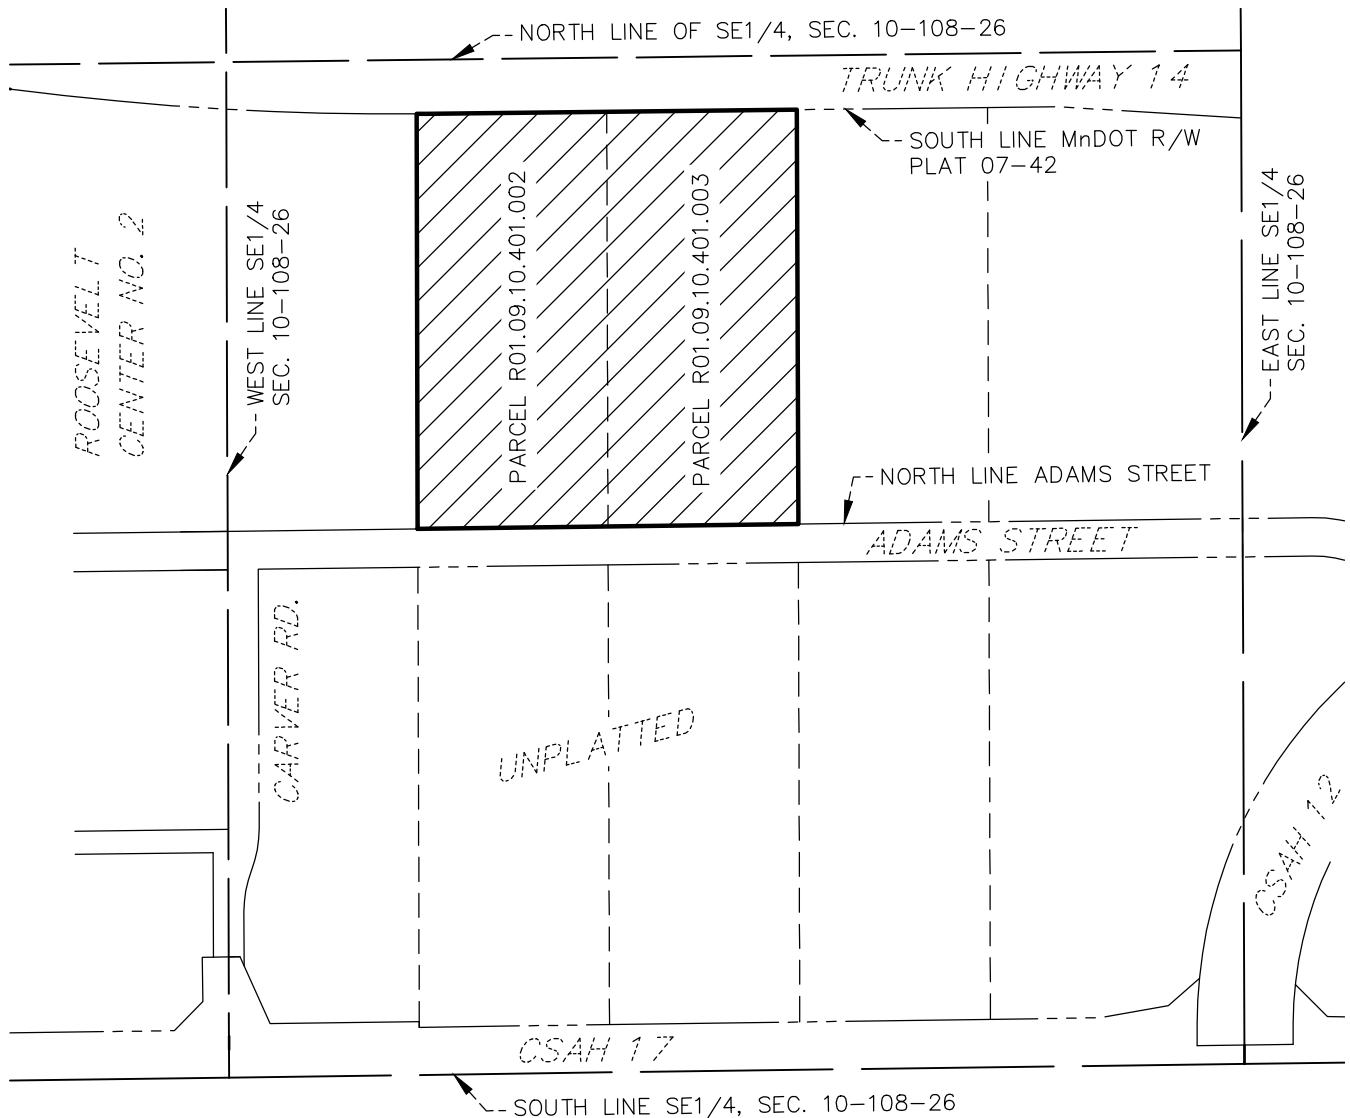 NORTH LINE OF SE1/4, SEC. 10-108-26
TRUNK HIGHWAY 14
SOUTH LINE MnDOT R/W
PLAT 07-42
ROOSEVELT
CENTER NO. 2
WEST LINE SE1/4
SEC. 10-108-26
PARCEL R01.09.10.401.002
PARCEL R01.09.10.401.003
EAST LINE SE1/4
SEC. 10-108-26
NORTH LINE ADAMS STREET
ADAMS STREET
CARVER RD.
UNPLATTED
CSAH 12
CSAH 17
SOUTH LINE SE1/4, SEC. 10-108-26